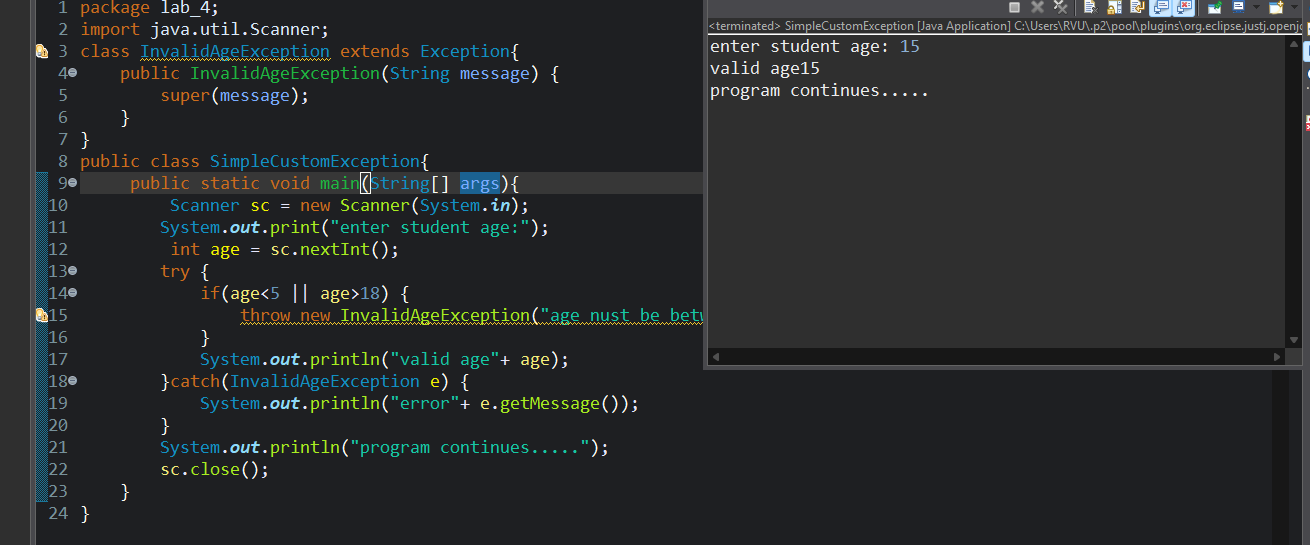 1 package lab_4;
2 import java.util.Scanner;
3 class InvalidAgeException extends Exception{
4 public InvalidAgeException(String message) {
5 super(message);
6 }
7 }
8 public class SimpleCustomException{
9 public static void main(String[] args){
10 Scanner sc = new Scanner(System.in);
11 System.out.print("enter student age:");
12 int age = sc.nextInt();
13 try {
14 if(age<5 || age>18) {
15 throw new InvalidAgeException("age nust be betw
16 }
17 System.out.println("valid age"+ age);
18 }catch(InvalidAgeException e) {
19 System.out.println("error"+ e.getMessage());
20 }
21 System.out.println("program continues.....");
22 sc.close();
23 }
24 }
<terminated> SimpleCustomException [Java Application] C:\Users\RVU\.p2\pool\plugins\org.eclipse.justj.openjd
enter student age: 15
valid age15
program continues.....